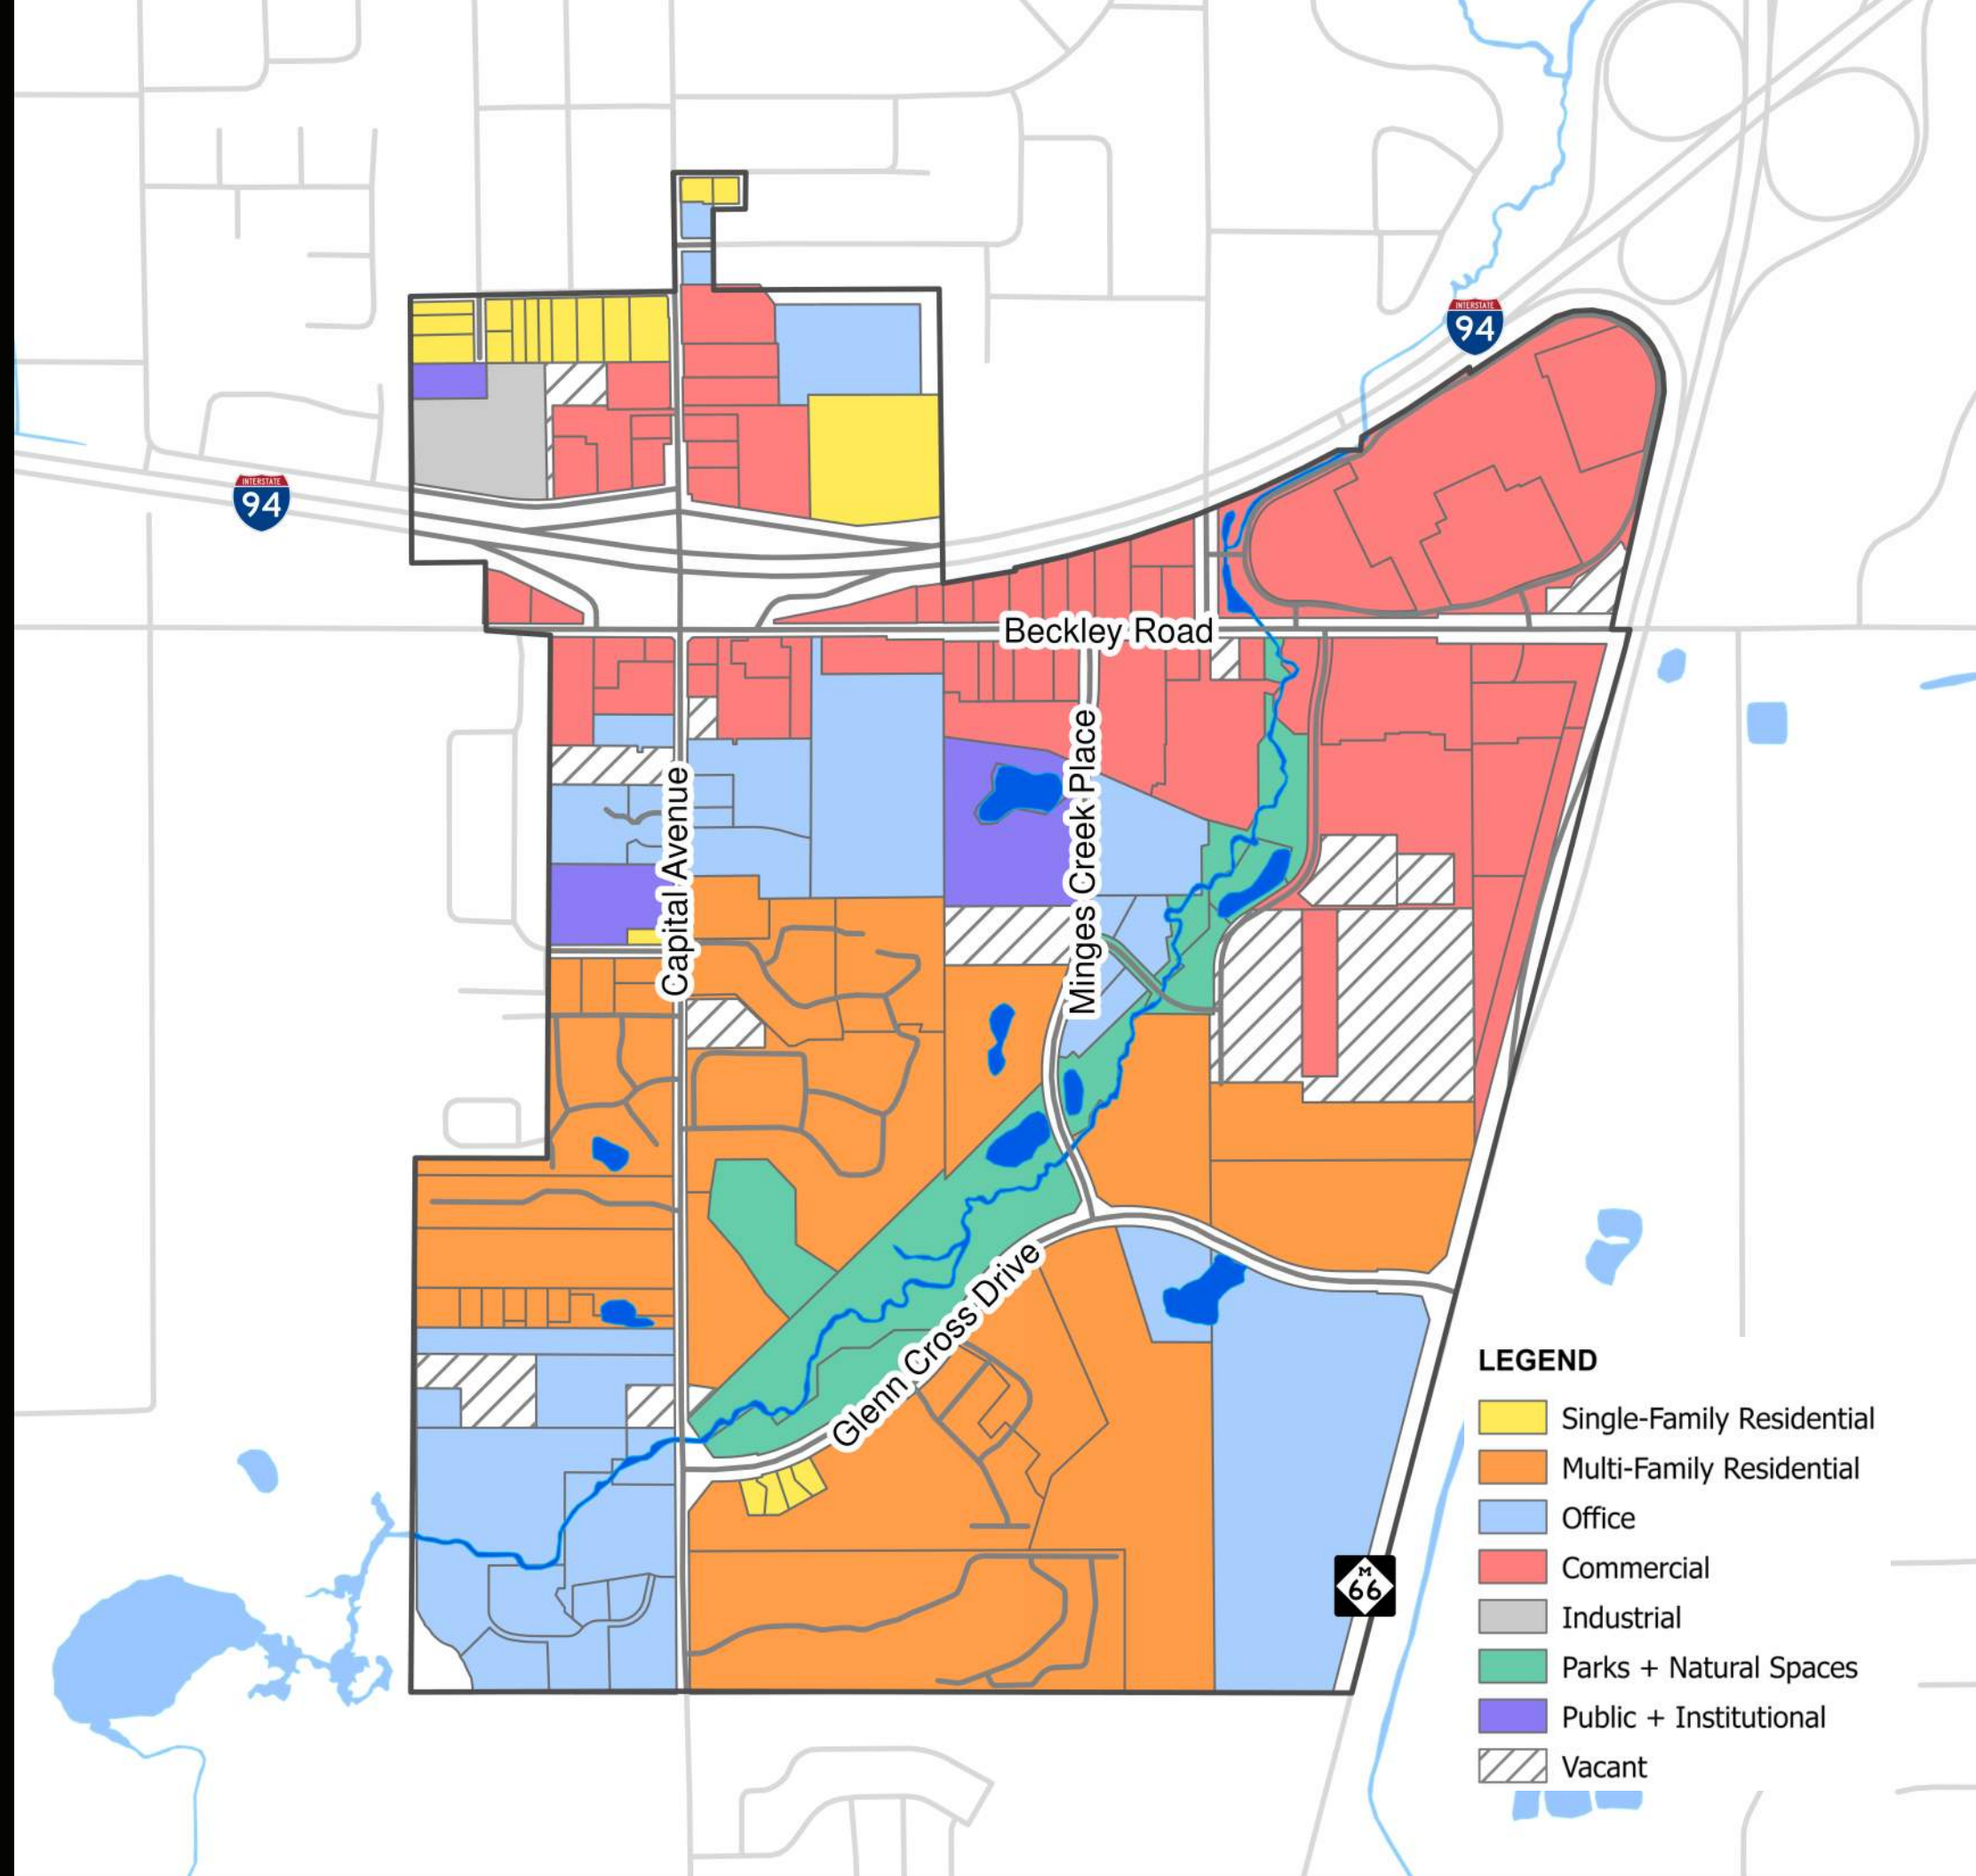 INTERSTATE
94
INTERSTATE
94
Beckley Road
Minges Creek Place
Capital Avenue
Glenn Cross Drive
M
66
LEGEND
Single-Family Residential
Multi-Family Residential
Office
Commercial
Industrial
Parks + Natural Spaces
Public + Institutional
Vacant